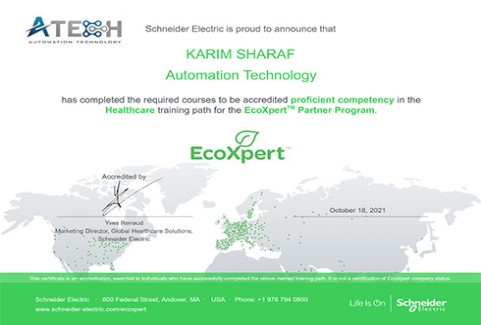 ATECH
AUTOMATION TECHNOLOGY
Schneider Electric is proud to announce that
KARIM SHARAF
Automation Technology
has completed the required courses to be accredited proficient competency in the
Healthcare training path for the EcoXpert™ Partner Program.
EcoXpert™
Accredited by
Yves Renaud
Marketing Director, Global Healthcare Solutions,
Schneider Electric
October 18, 2021
This certificate is an accreditation, awarded to individuals who have successfully completed the above named training path. It is not a certification of EcoXpert company status.
Schneider Electric · 800 Federal Street, Andover, MA · USA · Phone: +1 978 794 0800
www.schneider-electric.com/ecoxpert
Life Is On
Schneider
Electric